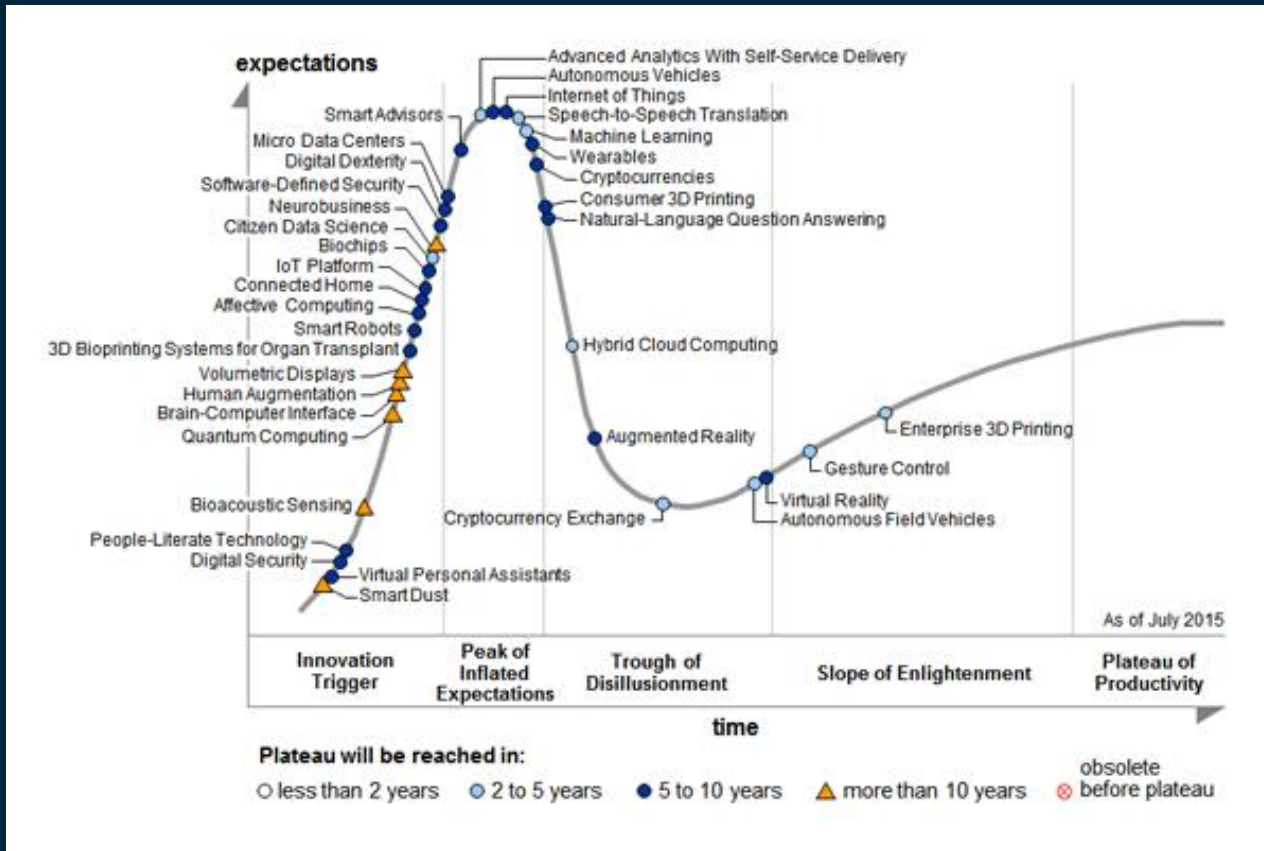 expectations
Advanced Analytics With Self-Service Delivery
Autonomous Vehicles
Internet of Things
Speech-to-Speech Translation
Machine Learning
Wearables
Cryptocurrencies
Consumer 3D Printing
Natural-Language Question Answering
Smart Advisors
Micro Data Centers
Digital Dexterity
Software-Defined Security
Neurobusiness
Citizen Data Science
Biochips
IoT Platform
Connected Home
Affective Computing
Smart Robots
3D Bioprinting Systems for Organ Transplant
Volumetric Displays
Human Augmentation
Brain-Computer Interface
Quantum Computing
Bioacoustic Sensing
People-Literate Technology
Digital Security
Virtual Personal Assistants
Smart Dust
Hybrid Cloud Computing
Augmented Reality
Cryptocurrency Exchange
Enterprise 3D Printing
Gesture Control
Virtual Reality
Autonomous Field Vehicles
As of July 2015
Innovation
Trigger
Peak of
Inflated
Expectations
Trough of
Disillusionment
Slope of Enlightenment
Plateau of
Productivity
time
Plateau will be reached in:
less than 2 years
2 to 5 years
5 to 10 years
more than 10 years
obsolete
before plateau